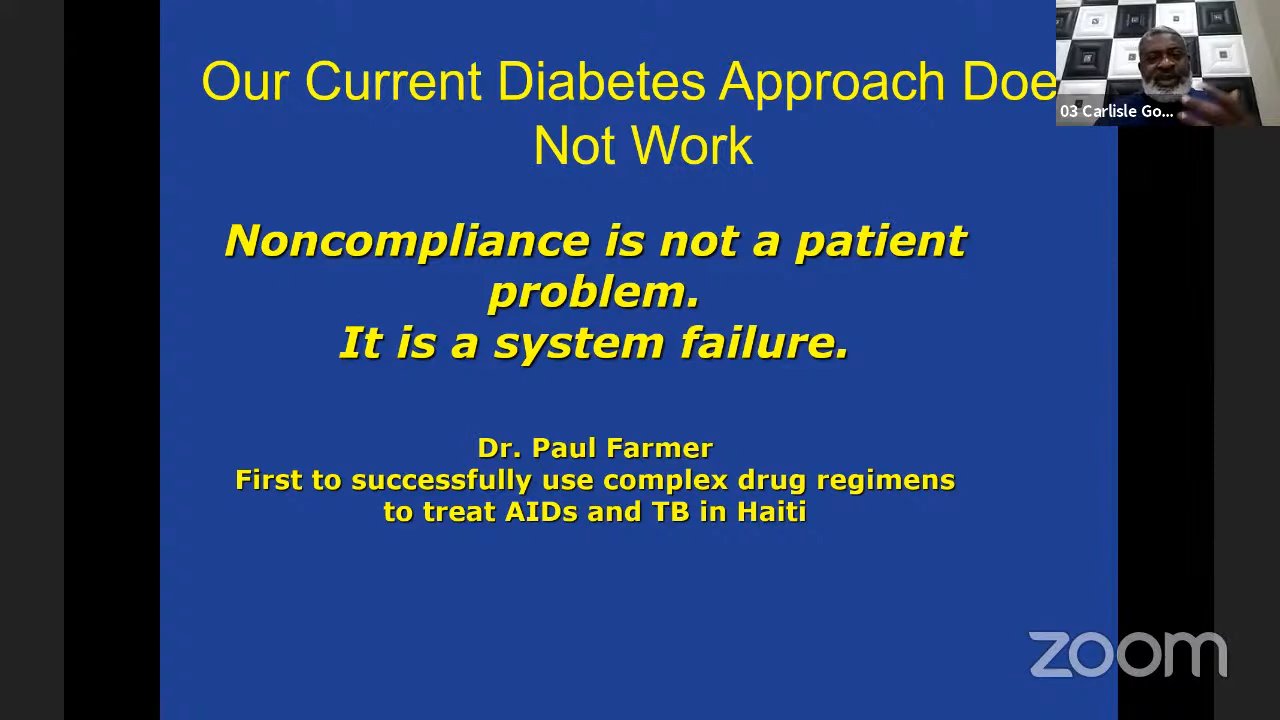 Our Current Diabetes Approach Doe
Not Work
03 Carlisle Go...
Noncompliance is not a patient
problem.
It is a system failure.
Dr. Paul Farmer
First to successfully use complex drug regimens
to treat AIDs and TB in Haiti
zoom